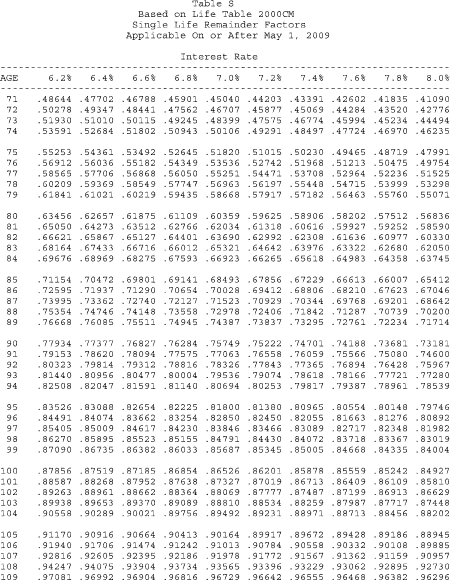 Table S
Based on Life Table 2000CM
Single Life Remainder Factors
Applicable On or After May 1, 2009
Interest Rate
AGE 6.2% 6.4% 6.6% 6.8% 7.0% 7.2% 7.4% 7.6% 7.8% 8.0%
71 .48644 .47702 .46788 .45901 .45040 .44203 .43391 .42602 .41835 .41090
72 .50278 .49347 .48441 .47562 .46707 .45877 .45069 .44284 .43520 .42776
73 .51930 .51010 .50115 .49245 .48399 .47575 .46774 .45994 .45234 .44494
74 .53591 .52684 .51802 .50943 .50106 .49291 .48497 .47724 .46970 .46235
75 .55253 .54361 .53492 .52645 .51820 .51015 .50230 .49465 .48719 .47991
76 .56912 .56036 .55182 .54349 .53536 .52742 .51968 .51213 .50475 .49754
77 .58565 .57706 .56868 .56050 .55251 .54471 .53708 .52964 .52236 .51525
78 .60209 .59369 .58549 .57747 .56963 .56197 .55448 .54715 .53999 .53298
79 .61841 .61021 .60219 .59435 .58668 .57917 .57182 .56463 .55760 .55071
80 .63456 .62657 .61875 .61109 .60359 .59625 .58906 .58202 .57512 .56836
81 .65050 .64273 .63512 .62766 .62034 .61318 .60616 .59927 .59252 .58590
82 .66621 .65867 .65127 .64401 .63690 .62992 .62308 .61636 .60977 .60330
83 .68164 .67433 .66716 .66012 .65321 .64642 .63976 .63322 .62680 .62050
84 .69676 .68969 .68275 .67593 .66923 .66265 .65618 .64983 .64358 .63745
85 .71154 .70472 .69801 .69141 .68493 .67856 .67229 .66613 .66007 .65412
86 .72595 .71937 .71290 .70654 .70028 .69412 .68806 .68210 .67623 .67046
87 .73995 .73362 .72740 .72127 .71523 .70929 .70344 .69768 .69201 .68642
88 .75354 .74746 .74148 .73558 .72978 .72406 .71842 .71287 .70739 .70200
89 .76668 .76085 .75511 .74945 .74387 .73837 .73295 .72761 .72234 .71714
90 .77934 .77377 .76827 .76284 .75749 .75222 .74701 .74188 .73681 .73181
91 .79153 .78620 .78094 .77575 .77063 .76558 .76059 .75566 .75080 .74600
92 .80323 .79814 .79312 .78816 .78326 .77843 .77365 .76894 .76428 .75967
93 .81440 .80956 .80477 .80004 .79536 .79074 .78618 .78166 .77721 .77280
94 .82508 .82047 .81591 .81140 .80694 .80253 .79817 .79387 .78961 .78539
95 .83526 .83088 .82654 .82225 .81800 .81380 .80965 .80554 .80148 .79746
96 .84491 .84074 .83662 .83254 .82850 .82450 .82055 .81663 .81276 .80892
97 .85405 .85009 .84617 .84230 .83846 .83466 .83089 .82717 .82348 .81982
98 .86270 .85895 .85523 .85155 .84791 .84430 .84072 .83718 .83367 .83019
99 .87090 .86735 .86382 .86033 .85687 .85345 .85005 .84668 .84335 .84004
100 .87856 .87519 .87185 .86854 .86526 .86201 .85878 .85559 .85242 .84927
101 .88587 .88268 .87952 .87638 .87327 .87019 .86713 .86409 .86109 .85810
102 .89263 .88961 .88662 .88364 .88069 .87777 .87487 .87199 .86913 .86629
103 .89938 .89653 .89370 .89089 .88810 .88534 .88259 .87987 .87717 .87448
104 .90558 .90289 .90021 .89756 .89492 .89231 .88971 .88713 .88456 .88202
105 .91170 .90916 .90664 .90413 .90164 .89917 .89672 .89428 .89186 .88945
106 .91940 .91706 .91474 .91242 .91013 .90784 .90558 .90332 .90108 .89885
107 .92816 .92605 .92395 .92186 .91978 .91772 .91567 .91362 .91159 .90957
108 .94247 .94075 .93904 .93734 .93565 .93396 .93229 .93062 .92895 .92730
109 .97081 .96992 .96904 .96816 .96729 .96642 .96555 .96468 .96382 .96296